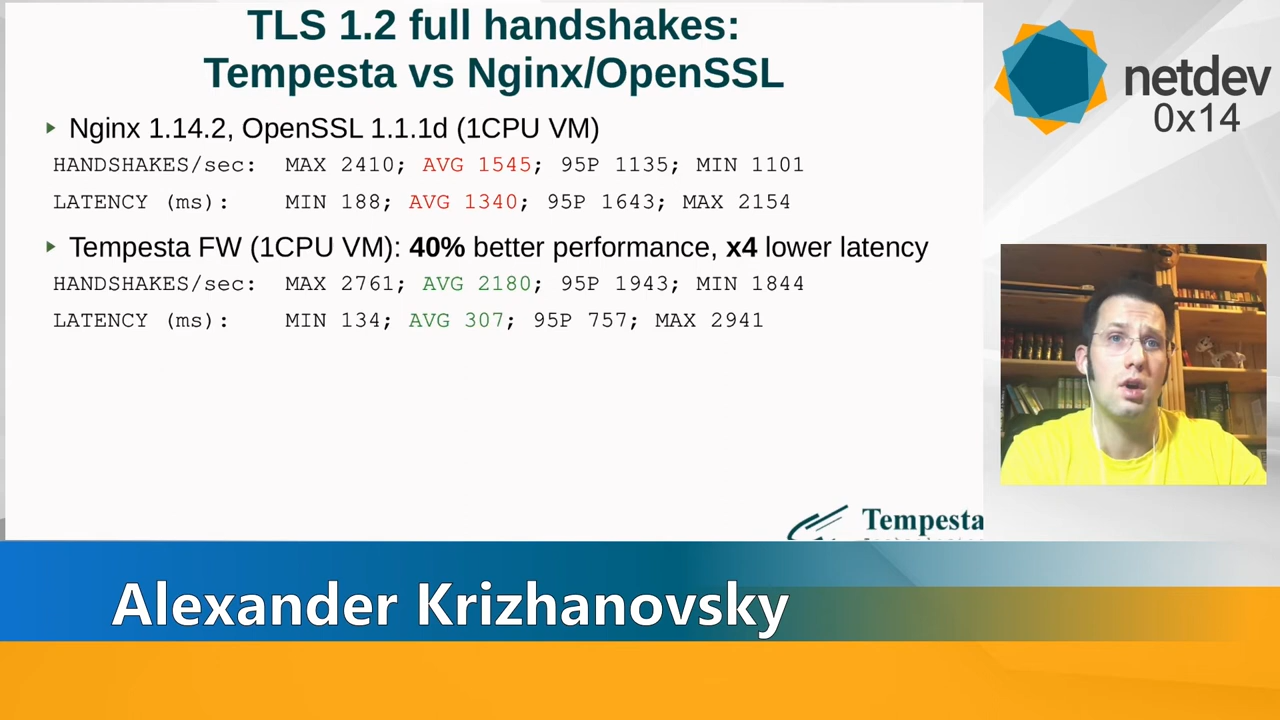 TLS 1.2 full handshakes:
Tempesta vs Nginx/OpenSSL
Nginx 1.14.2, OpenSSL 1.1.1d (1CPU VM)
HANDSHAKES/sec: MAX 2410; AVG 1545; 95P 1135; MIN 1101
LATENCY (ms): MIN 188; AVG 1340; 95P 1643; MAX 2154
Tempesta FW (1CPU VM): 40% better performance, x4 lower latency
HANDSHAKES/sec: MAX 2761; AVG 2180; 95P 1943; MIN 1844
LATENCY (ms): MIN 134; AVG 307; 95P 757; MAX 2941
Tempesta
netdev
0x14
Alexander Krizhanovsky